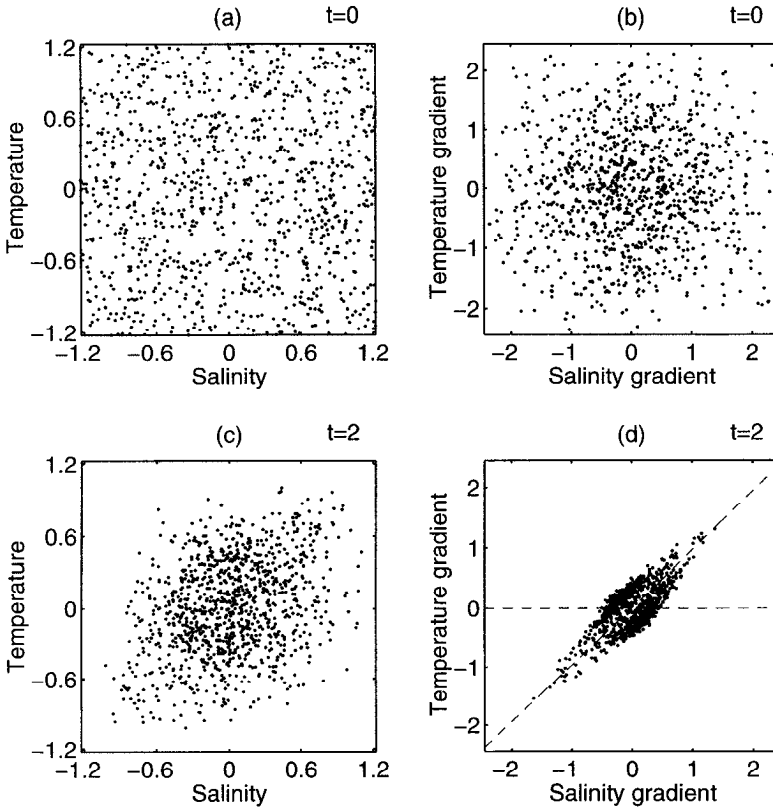 (a) t=0
1.2
0.6
0
−0.6
−1.2
Temperature
−1.2 −0.6 0 0.6 1.2
Salinity
(b) t=0
2
1
0
−1
−2
Temperature gradient
−2 −1 0 1 2
Salinity gradient
(c) t=2
1.2
0.6
0
−0.6
−1.2
Temperature
−1.2 −0.6 0 0.6 1.2
Salinity
(d) t=2
2
1
0
−1
−2
Temperature gradient
−2 −1 0 1 2
Salinity gradient